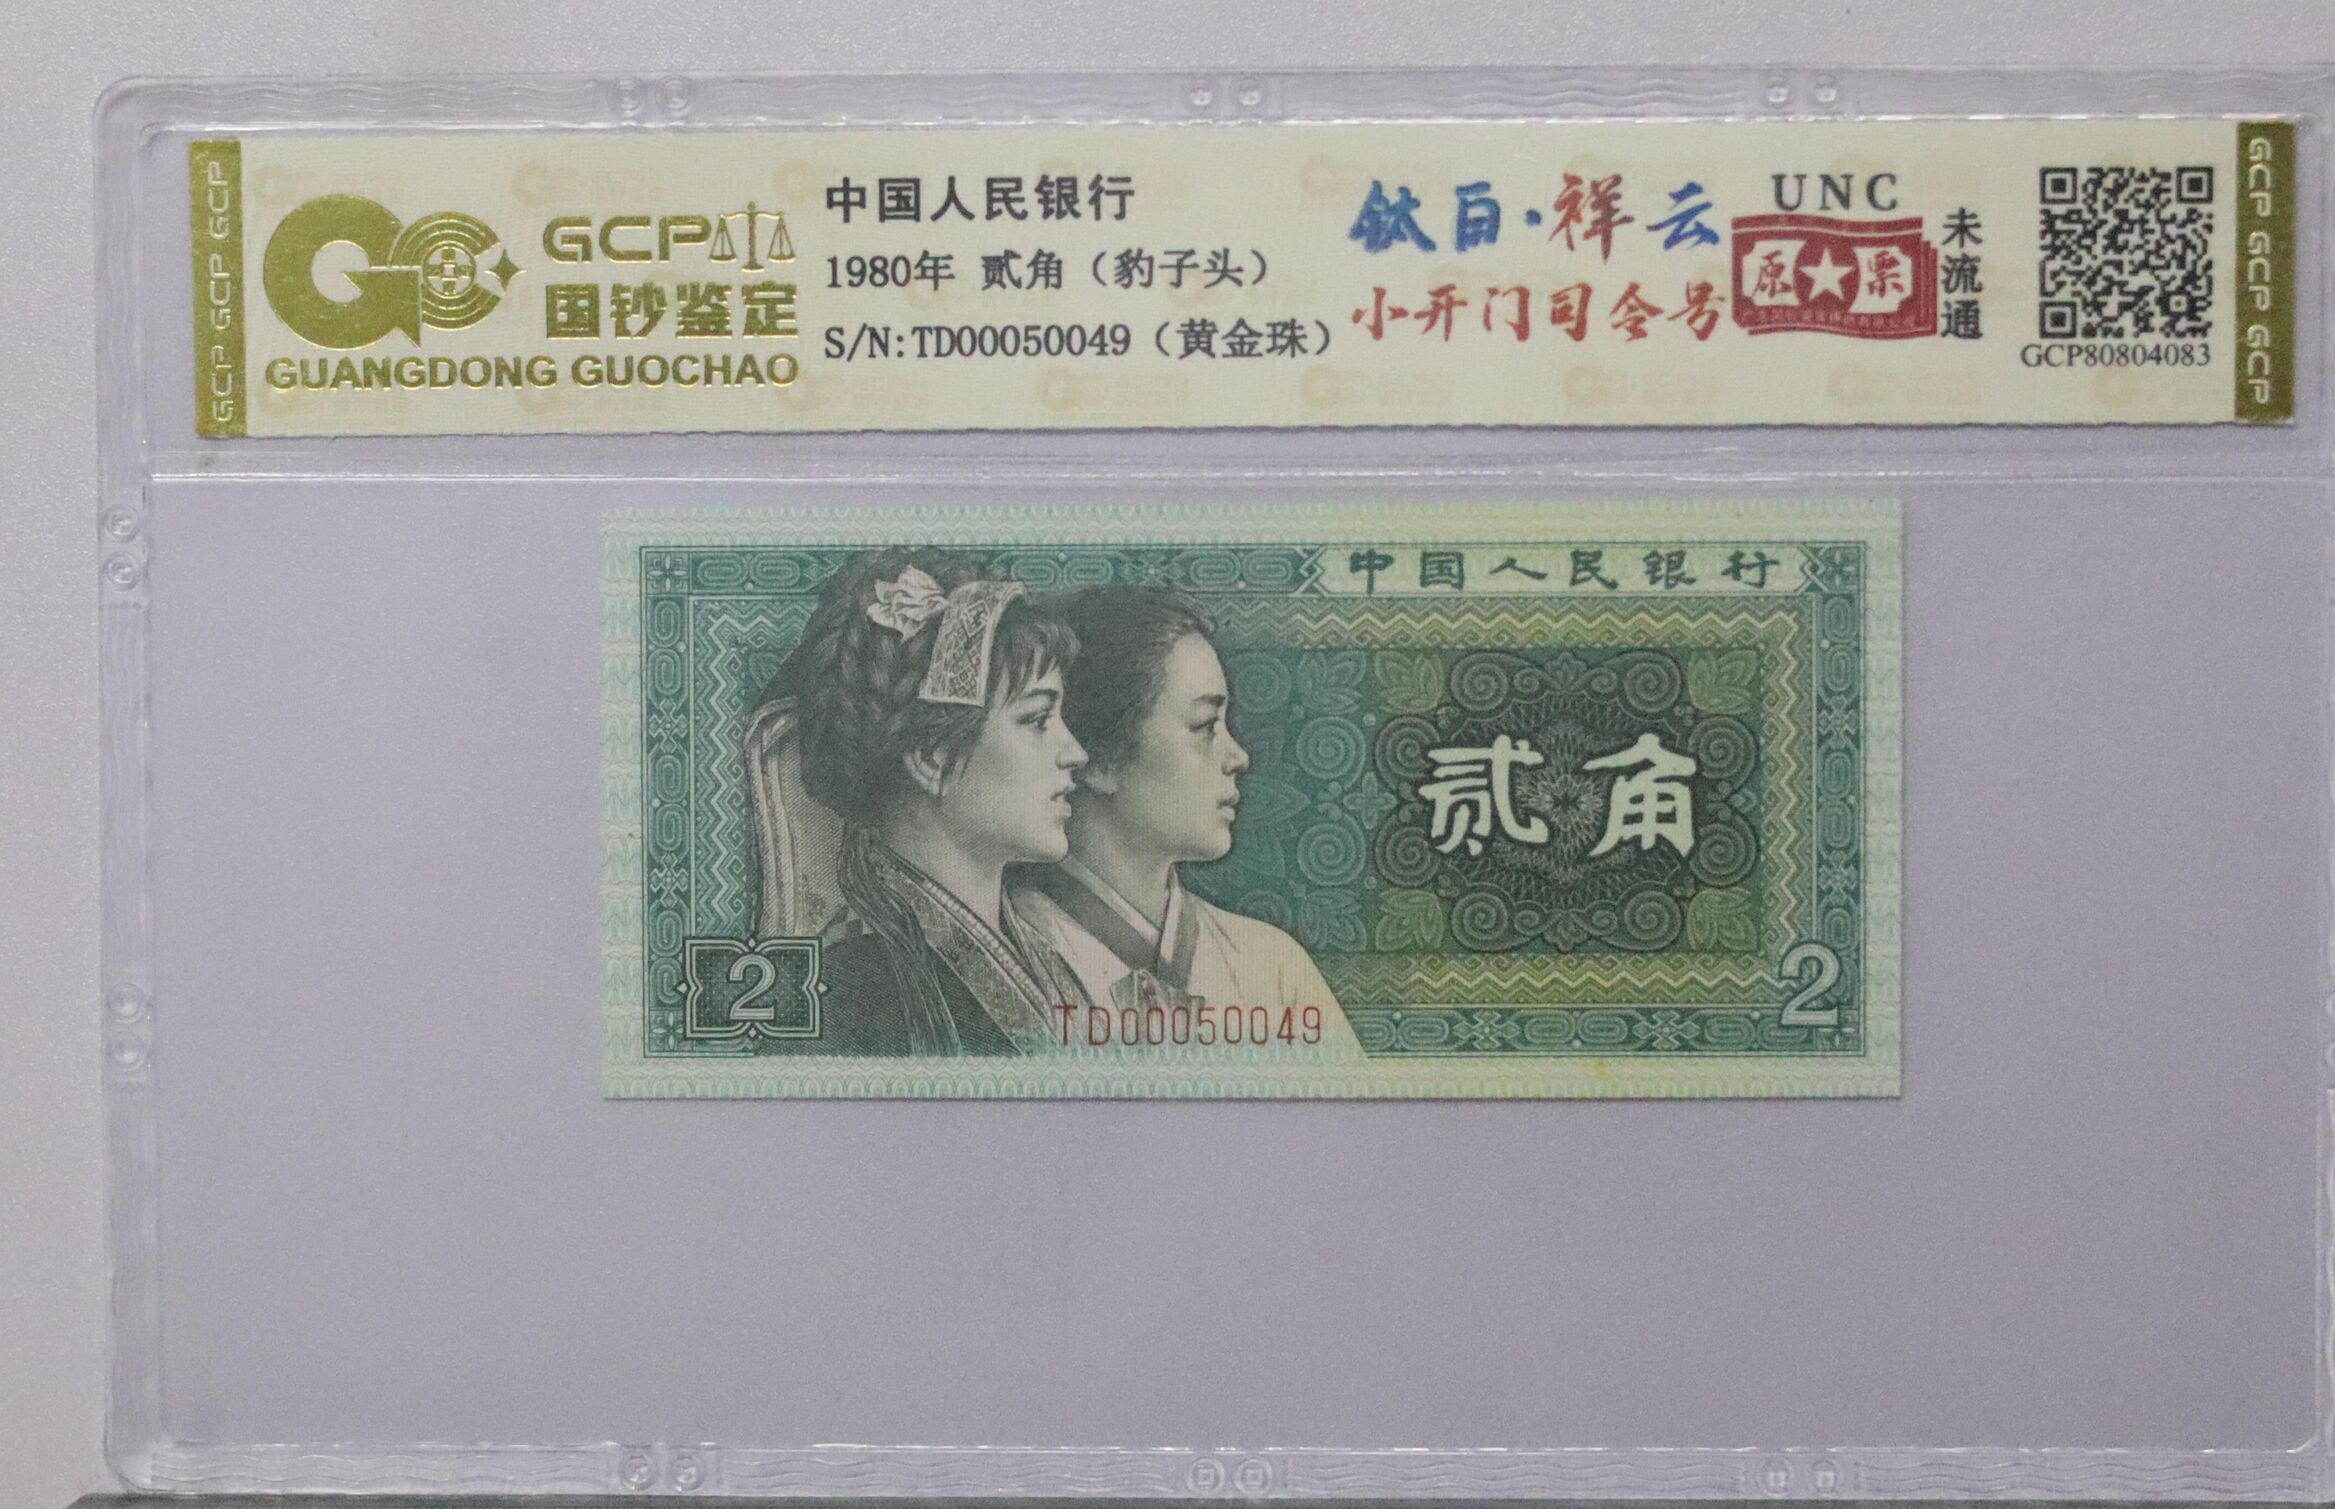 GCP GCP GCP
GCP
国钞鉴定
GUANGDONG GUOCHAO
中国人民银行
1980年 贰角（豹子头）
S/N:TD00050049（黄金珠）
钛白·祥云
小开门司令号
UNC
原票
未流通
GCP80804083
GCP GCP GCP
中国人民银行
贰角
2
TD00050049
2